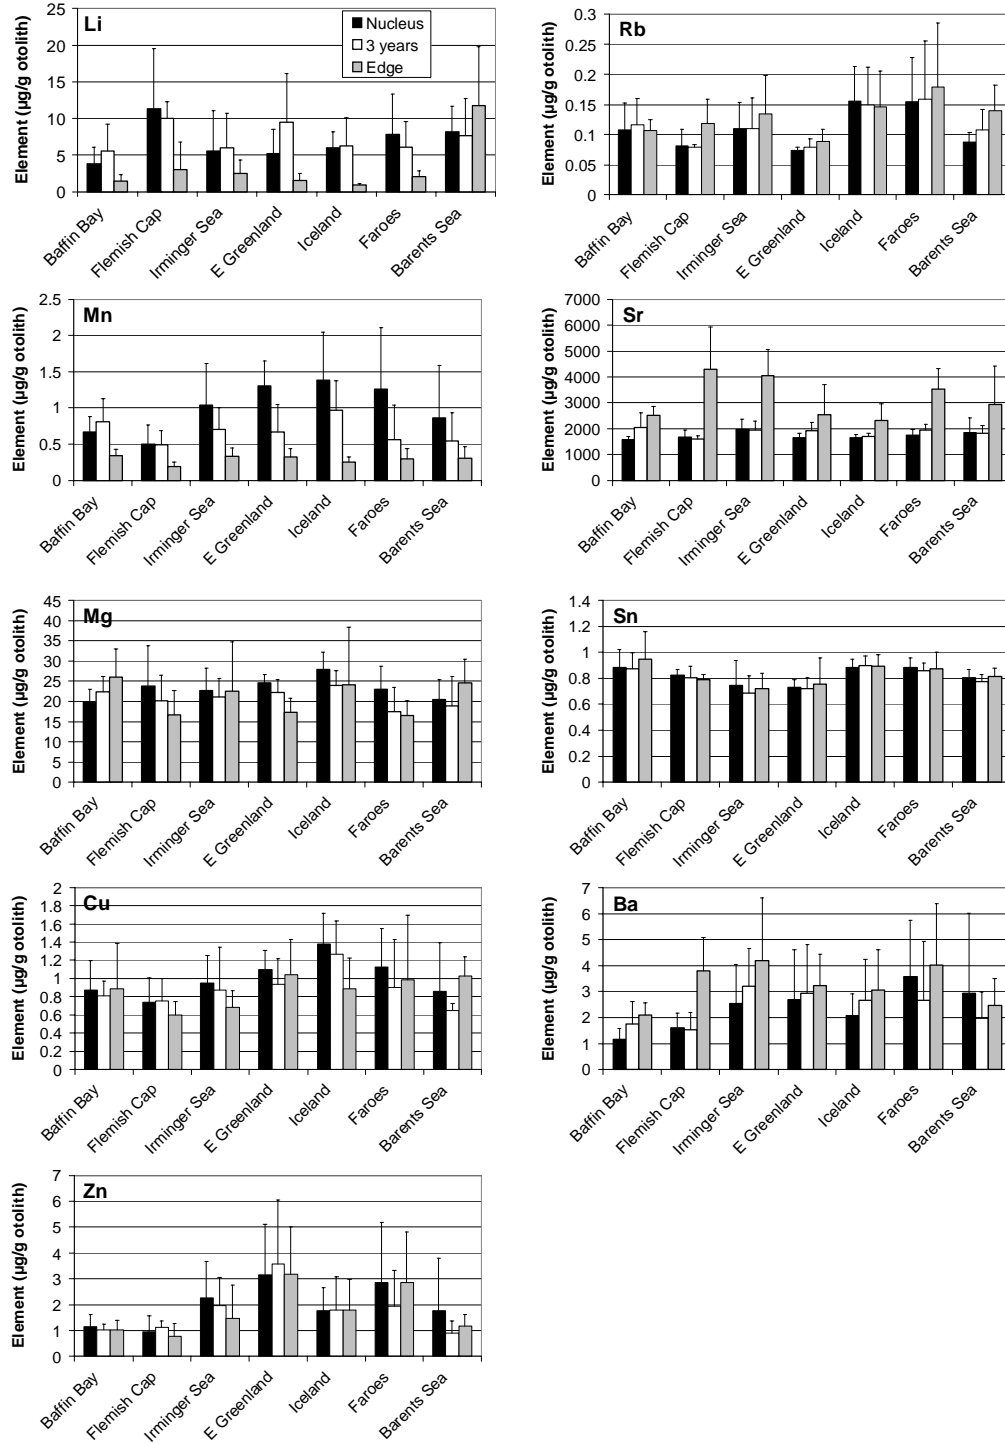 Li
Element (µg/g otolith)
25
20
15
10
5
0
Nucleus
3 years
Edge
Baffin Bay
Flemish Cap
Irminger Sea
E Greenland
Iceland
Faroes
Barents Sea
Rb
Element (µg/g otolith)
0.3
0.25
0.2
0.15
0.1
0.05
0
Baffin Bay
Flemish Cap
Irminger Sea
E Greenland
Iceland
Faroes
Barents Sea
Mn
Element (µg/g otolith)
2.5
2
1.5
1
0.5
0
Baffin Bay
Flemish Cap
Irminger Sea
E Greenland
Iceland
Faroes
Barents Sea
Sr
Element (µg/g otolith)
7000
6000
5000
4000
3000
2000
1000
0
Baffin Bay
Flemish Cap
Irminger Sea
E Greenland
Iceland
Faroes
Barents Sea
Mg
Element (µg/g otolith)
45
40
35
30
25
20
15
10
5
0
Baffin Bay
Flemish Cap
Irminger Sea
E Greenland
Iceland
Faroes
Barents Sea
Sn
Element (µg/g otolith)
1.4
1.2
1
0.8
0.6
0.4
0.2
0
Baffin Bay
Flemish Cap
Irminger Sea
E Greenland
Iceland
Faroes
Barents Sea
Cu
Element (µg/g otolith)
2
1.8
1.6
1.4
1.2
1
0.8
0.6
0.4
0.2
0
Baffin Bay
Flemish Cap
Irminger Sea
E Greenland
Iceland
Faroes
Barents Sea
Ba
Element (µg/g otolith)
7
6
5
4
3
2
1
0
Baffin Bay
Flemish Cap
Irminger Sea
E Greenland
Iceland
Faroes
Barents Sea
Zn
Element (µg/g otolith)
7
6
5
4
3
2
1
0
Baffin Bay
Flemish Cap
Irminger Sea
E Greenland
Iceland
Faroes
Barents Sea